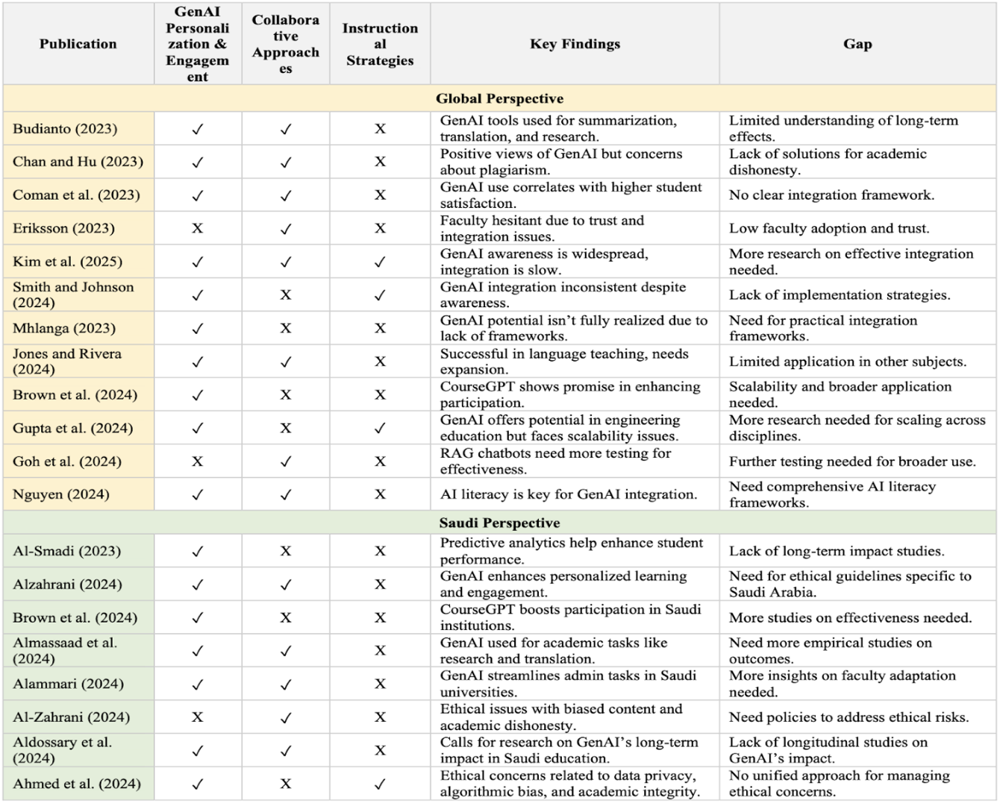 Publication
GenAI
Personali
zation &
Engagem
ent
Collabora
tive
Approach
es
Instruction
al
Strategies
Key Findings
Gap
Global Perspective
Budianto (2023)
✓
✓
X
GenAI tools used for summarization,
translation, and research.
Limited understanding of long-term
effects.
Chan and Hu (2023)
✓
✓
X
Positive views of GenAI but concerns
about plagiarism.
Lack of solutions for academic
dishonesty.
Coman et al. (2023)
✓
✓
X
GenAI use correlates with higher student
satisfaction.
No clear integration framework.
Eriksson (2023)
X
✓
X
Faculty hesitant due to trust and
integration issues.
Low faculty adoption and trust.
Kim et al. (2025)
✓
✓
✓
GenAI awareness is widespread,
integration is slow.
More research on effective integration
needed.
Smith and Johnson
(2024)
✓
X
✓
GenAI integration inconsistent despite
awareness.
Lack of implementation strategies.
Mhlanga (2023)
✓
X
X
GenAI potential isn’t fully realized due to
lack of frameworks.
Need for practical integration
frameworks.
Jones and Rivera
(2024)
✓
✓
X
Successful in language teaching, needs
expansion.
Limited application in other subjects.
Brown et al. (2024)
✓
X
X
CourseGPT shows promise in enhancing
participation.
Scalability and broader application
needed.
Gupta et al. (2024)
✓
X
✓
GenAI offers potential in engineering
education but faces scalability issues.
More research needed for scaling across
disciplines.
Goh et al. (2024)
X
✓
X
RAG chatbots need more testing for
effectiveness.
Further testing needed for broader use.
Nguyen (2024)
✓
✓
X
AI literacy is key for GenAI integration.
Need comprehensive AI literacy
frameworks.
Saudi Perspective
Al-Smadi (2023)
✓
X
X
Predictive analytics help enhance student
performance.
Lack of long-term impact studies.
Alzahrani (2024)
✓
✓
X
GenAI enhances personalized learning
and engagement.
Need for ethical guidelines specific to
Saudi Arabia.
Brown et al. (2024)
✓
X
X
CourseGPT boosts participation in Saudi
institutions.
More studies on effectiveness needed.
Almassaad et al.
(2024)
✓
✓
X
GenAI used for academic tasks like
research and translation.
Need more empirical studies on
outcomes.
Alammari (2024)
✓
✓
X
GenAI streamlines admin tasks in Saudi
universities.
More insights on faculty adaptation
needed.
Al-Zahrani (2024)
X
✓
X
Ethical issues with biased content and
academic dishonesty.
Need policies to address ethical risks.
Aldossary et al.
(2024)
✓
✓
X
Calls for research on GenAI’s long-term
impact in Saudi education.
Lack of longitudinal studies on
GenAI’s impact.
Ahmed et al. (2024)
✓
X
✓
Ethical concerns related to data privacy,
algorithmic bias, and academic integrity.
No unified approach for managing
ethical concerns.